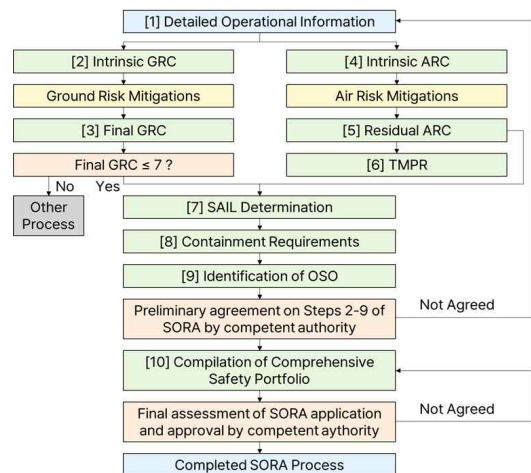 [1] Detailed Operational Information
[2] Intrinsic GRC
[4] Intrinsic ARC
Ground Risk Mitigations
Air Risk Mitigations
[3] Final GRC
[5] Residual ARC
Final GRC ≤ 7 ?
[6] TMPR
No
Yes
Other
Process
[7] SAIL Determination
[8] Containment Requirements
[9] Identification of OSO
Preliminary agreement on Steps 2-9 of
SORA by competent authority
Not Agreed
[10] Compilation of Comprehensive
Safety Portfolio
Final assessment of SORA application
and approval by competent aythority
Not Agreed
Completed SORA Process